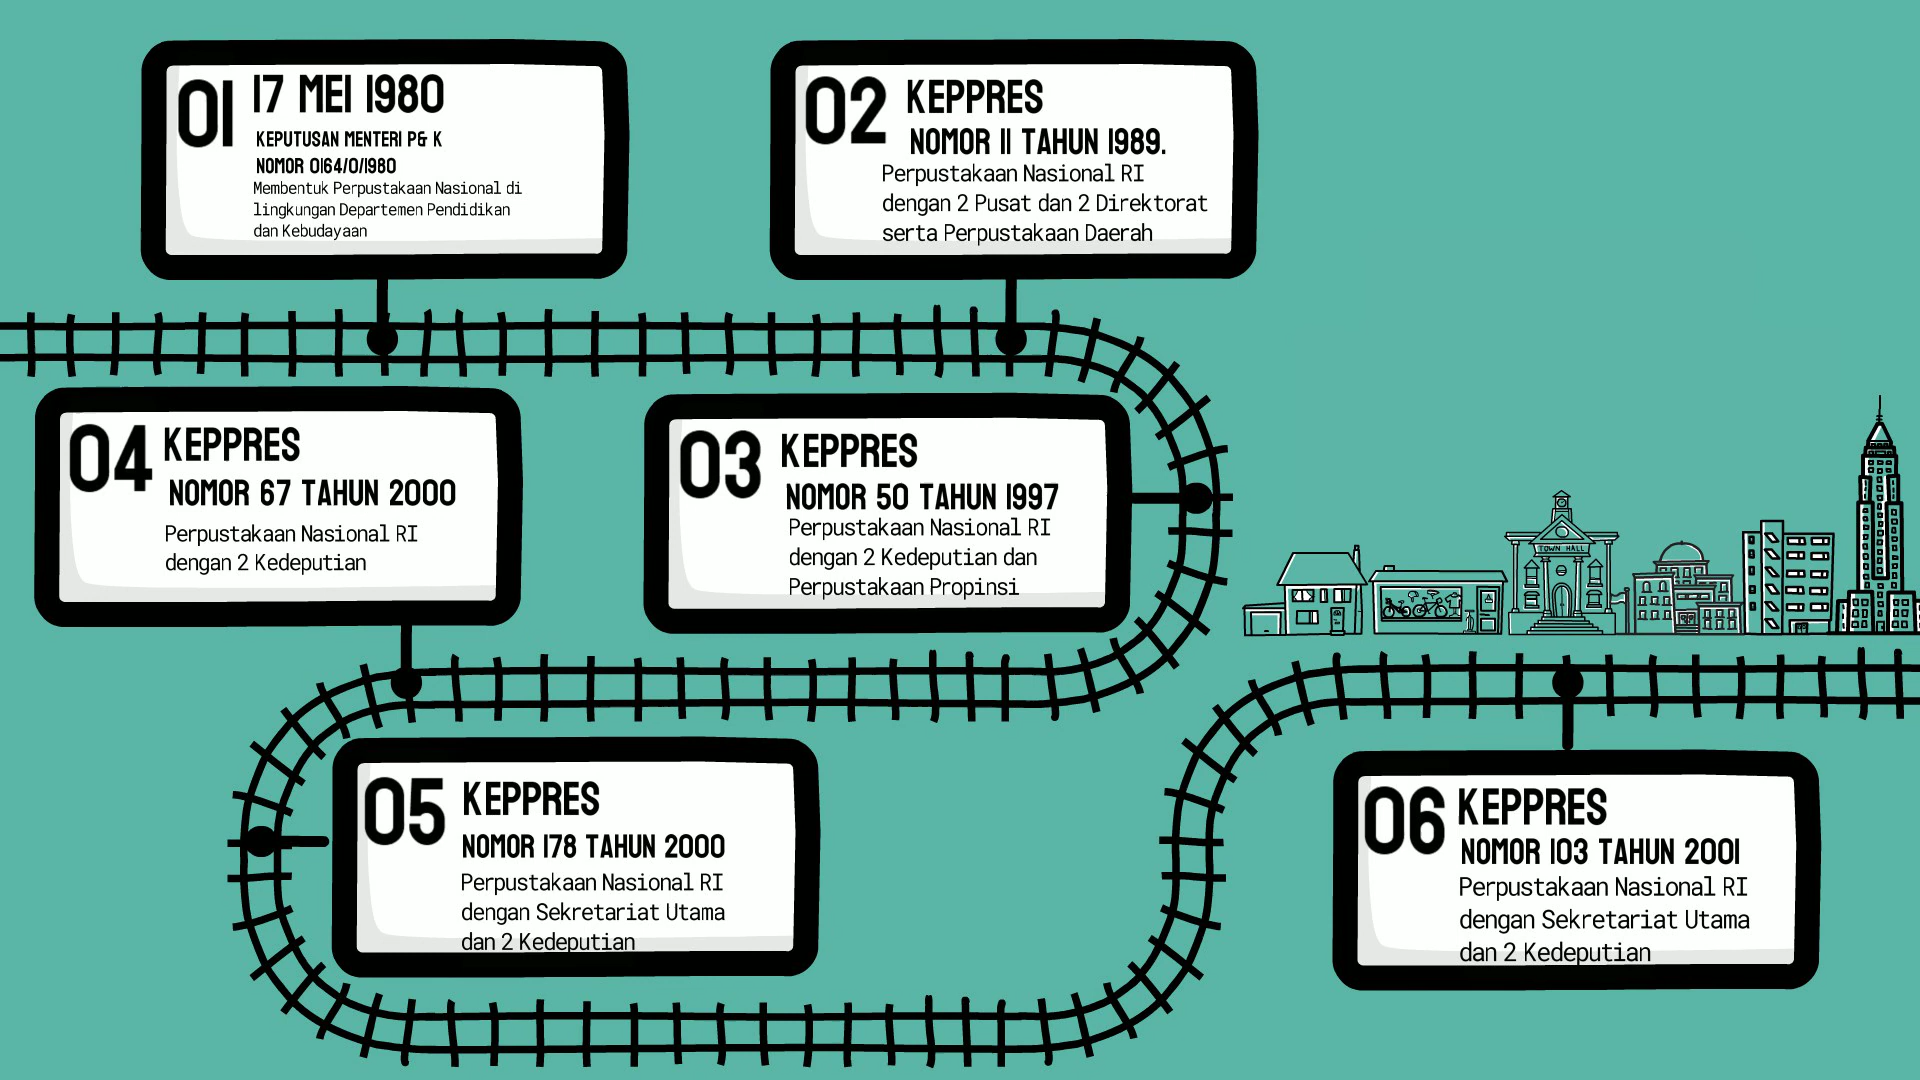 01
17 MEI 1980
KEPUTUSAN MENTERI P& K
NOMOR 0164/0/1980
Membentuk Perpustakaan Nasional di
lingkungan Departemen Pendidikan
dan Kebudayaan
02
KEPPRES
NOMOR 11 TAHUN 1989.
Perpustakaan Nasional RI
dengan 2 Pusat dan 2 Direktorat
serta Perpustakaan Daerah
03
KEPPRES
NOMOR 50 TAHUN 1997
Perpustakaan Nasional RI
dengan 2 Kedeputian dan
Perpustakaan Propinsi
04
KEPPRES
NOMOR 67 TAHUN 2000
Perpustakaan Nasional RI
dengan 2 Kedeputian
05
KEPPRES
NOMOR 178 TAHUN 2000
Perpustakaan Nasional RI
dengan Sekretariat Utama
dan 2 Kedeputian
TOWN HALL
06
KEPPRES
NOMOR 103 TAHUN 2001
Perpustakaan Nasional RI
dengan Sekretariat Utama
dan 2 Kedeputian